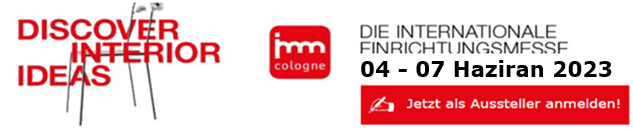 DISCOVER
INTERIOR
IDEAS
imm
cologne
DIE INTERNATIONALE
EINRICHTUNGSMESSE
04 – 07 Haziran 2023
Jetzt als Aussteller anmelden!